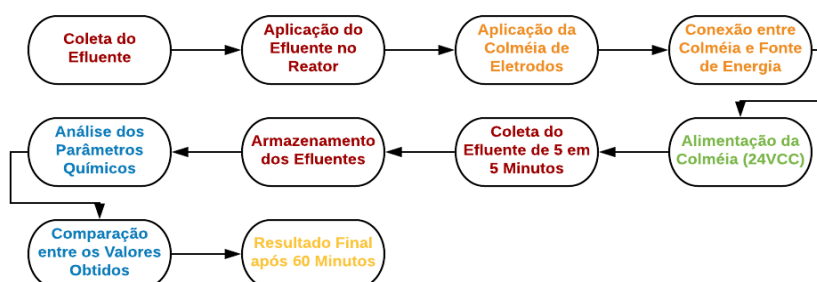 Coleta do
Efluente
Aplicação do
Efluente no
Reator
Aplicação da
Colméia de
Eletrodos
Conexão entre
Colméia e Fonte
de Energia
Alimentação da
Colméia (24VCC)
Coleta do
Efluente de 5 em
5 Minutos
Armazenamento
dos Efluentes
Análise dos
Parâmetros
Químicos
Comparação
entre os Valores
Obtidos
Resultado Final
após 60 Minutos